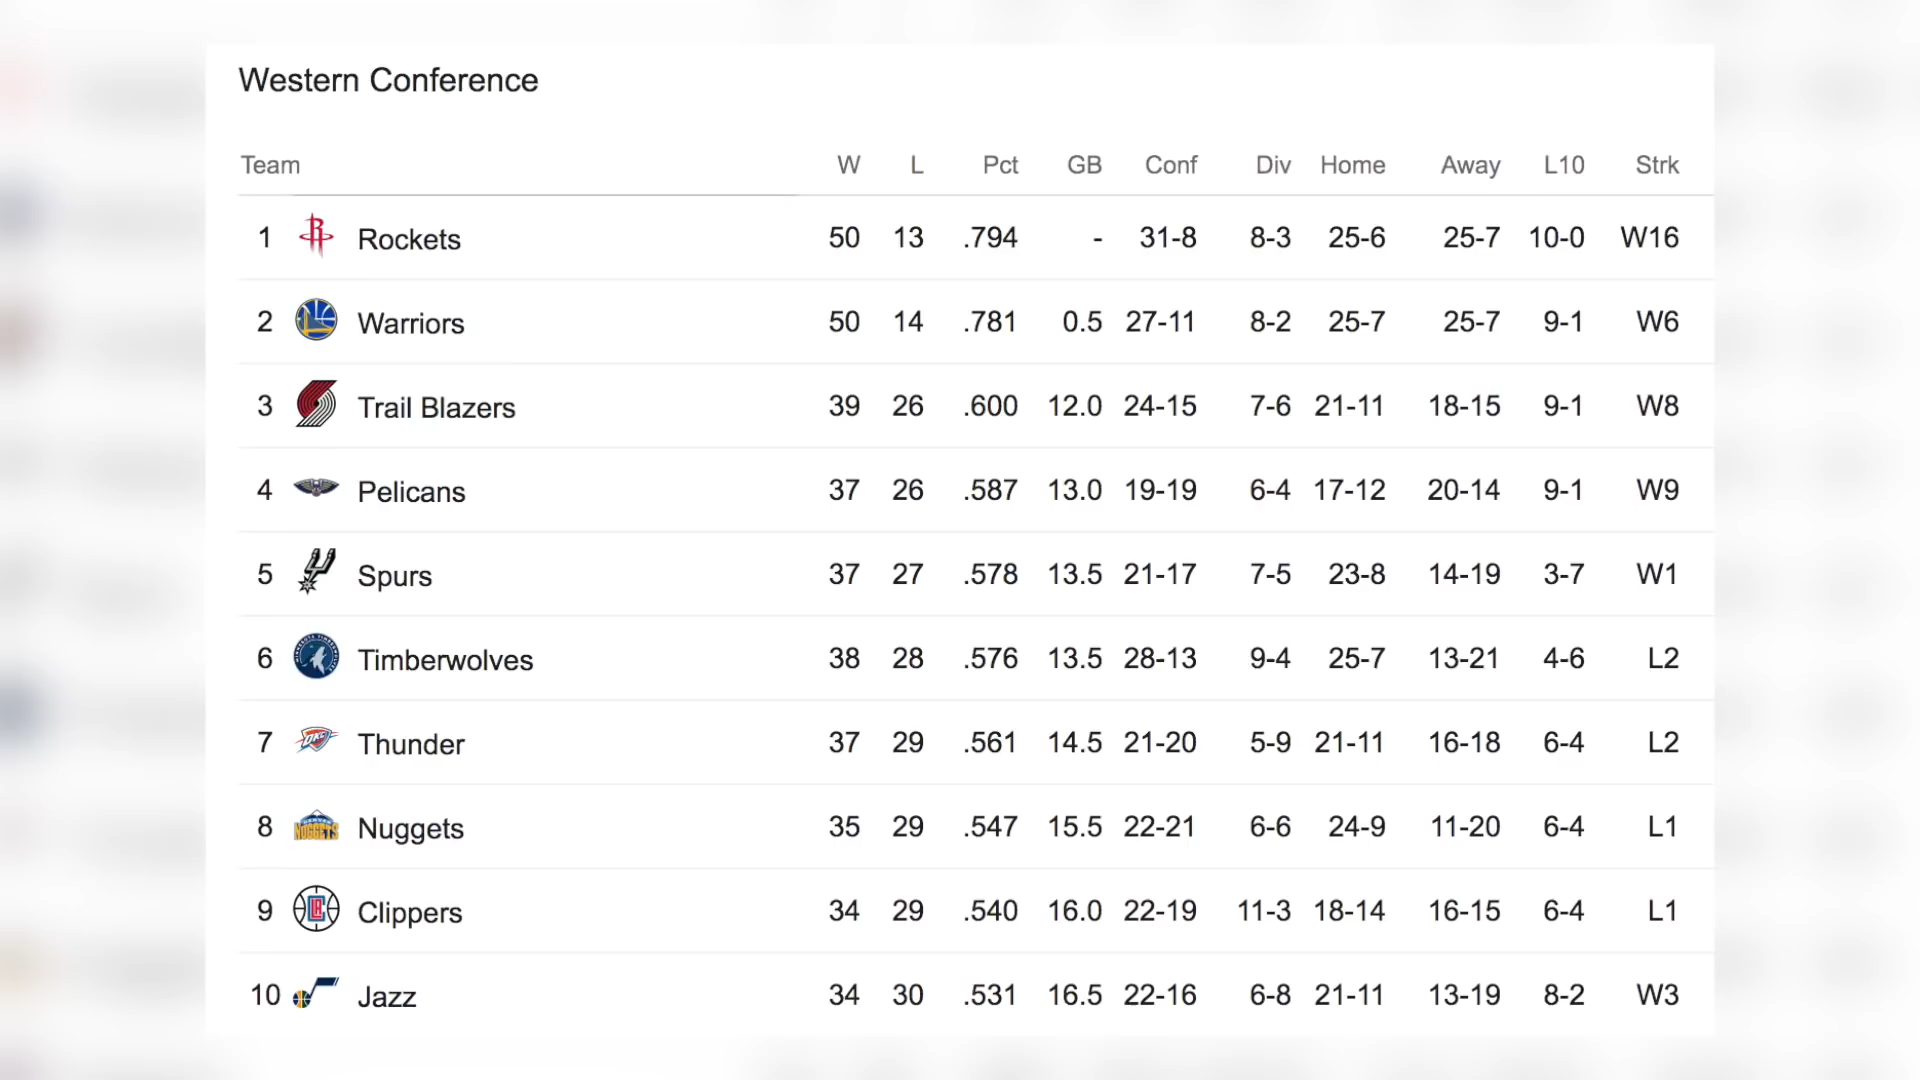 Western Conference
Team W L Pct GB Conf Div Home Away L10 Strk
1 Rockets 50 13 .794 - 31-8 8-3 25-6 25-7 10-0 W16
2 Warriors 50 14 .781 0.5 27-11 8-2 25-7 25-7 9-1 W6
3 Trail Blazers 39 26 .600 12.0 24-15 7-6 21-11 18-15 9-1 W8
4 Pelicans 37 26 .587 13.0 19-19 6-4 17-12 20-14 9-1 W9
5 Spurs 37 27 .578 13.5 21-17 7-5 23-8 14-19 3-7 W1
6 Timberwolves 38 28 .576 13.5 28-13 9-4 25-7 13-21 4-6 L2
7 Thunder 37 29 .561 14.5 21-20 5-9 21-11 16-18 6-4 L2
8 Nuggets 35 29 .547 15.5 22-21 6-6 24-9 11-20 6-4 L1
9 Clippers 34 29 .540 16.0 22-19 11-3 18-14 16-15 6-4 L1
10 Jazz 34 30 .531 16.5 22-16 6-8 21-11 13-19 8-2 W3